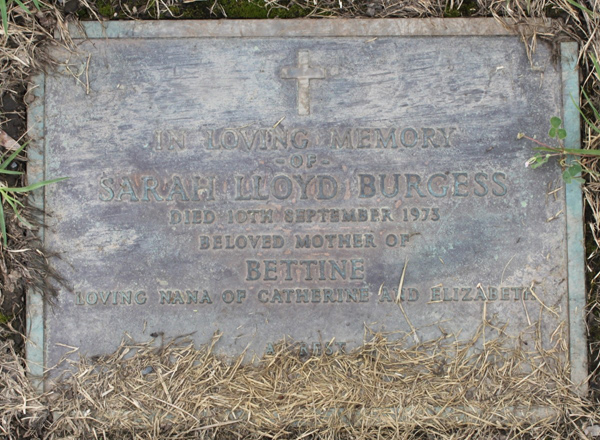 IN LOVING MEMORY
-OF-
SARAH LLOYD BURGESS
DIED 10TH SEPTEMBER 1973
BELOVED MOTHER OF
BETTINE
LOVING NANA OF CATHERINE AND ELIZABETH